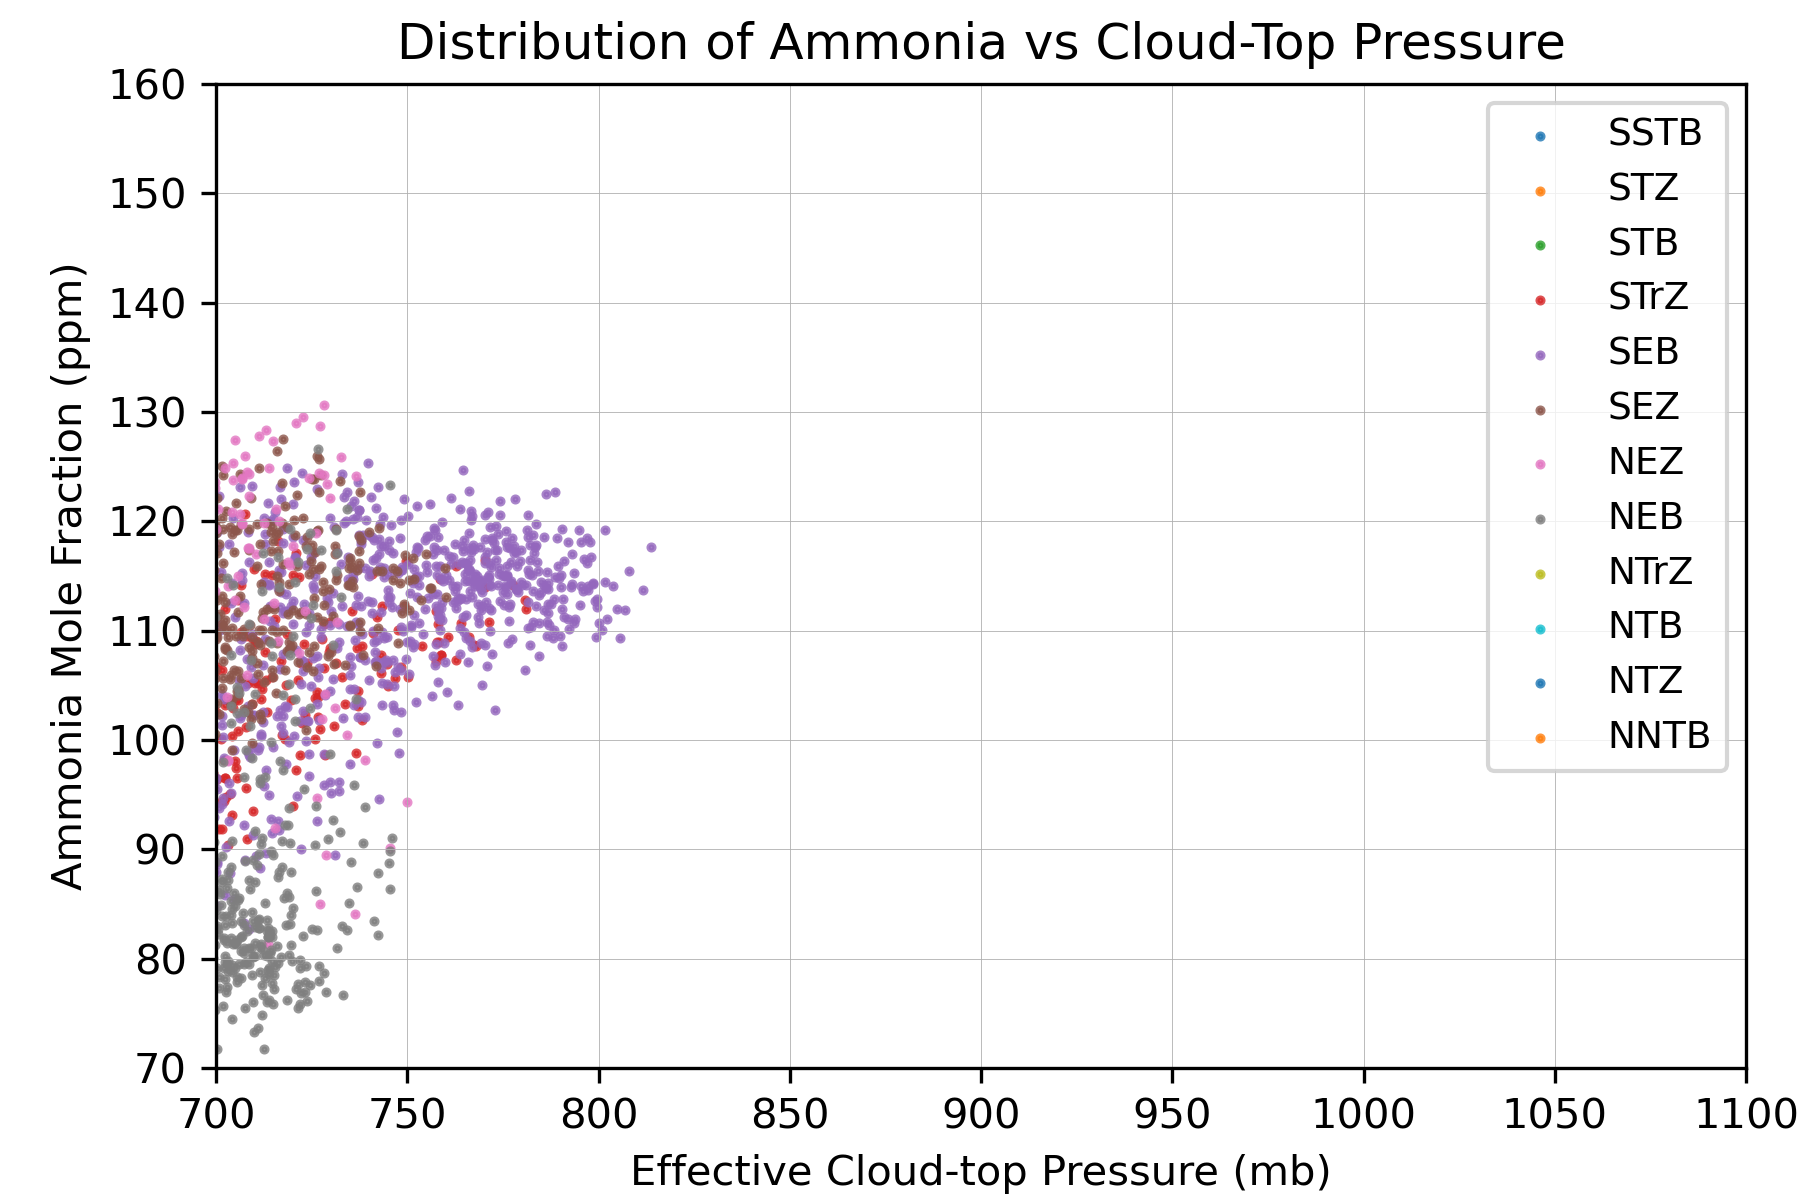 Distribution of Ammonia vs Cloud-Top Pressure
160
150
140
130
120
110
100
90
80
70
Ammonia Mole Fraction (ppm)
SSTB
STZ
STB
STrZ
SEB
SEZ
NEZ
NEB
NTrZ
NTB
NTZ
NNTB
700 750 800 850 900 950 1000 1050 1100
Effective Cloud-top Pressure (mb)